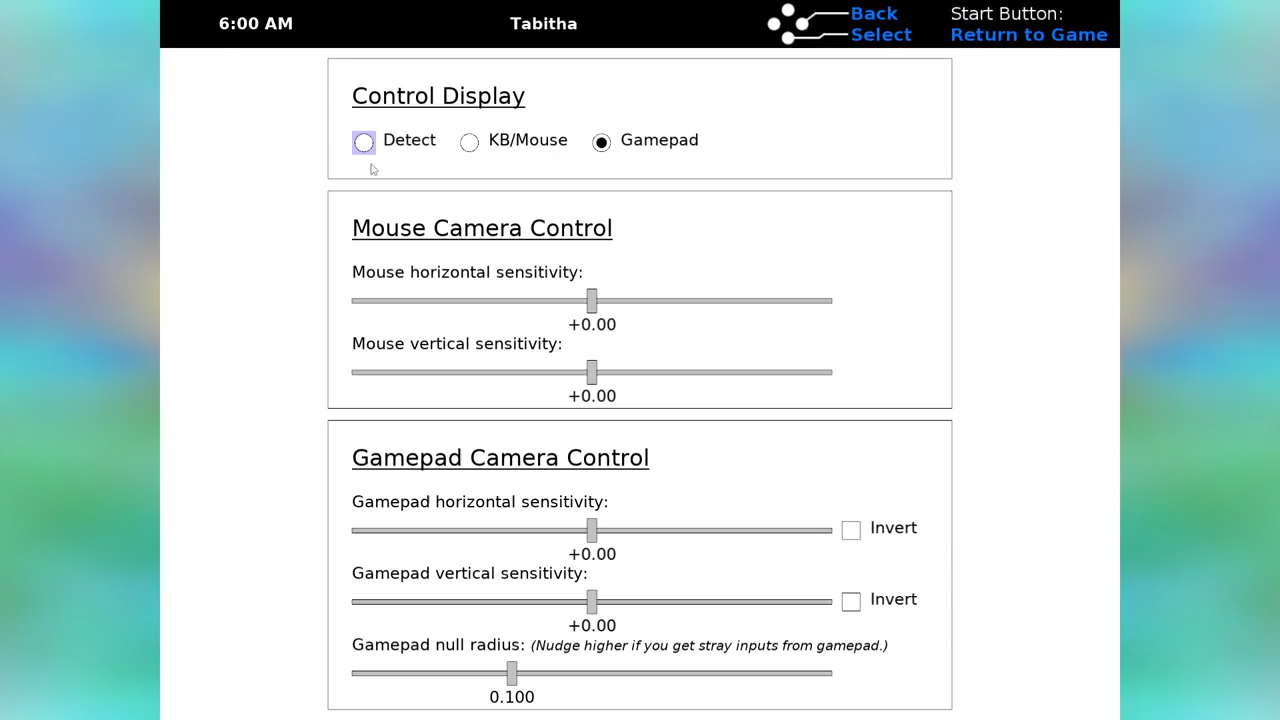 6:00 AM
Tabitha
Back
Select
Start Button:
Return to Game
Control Display
Detect
KB/Mouse
Gamepad
Mouse Camera Control
Mouse horizontal sensitivity:
+0.00
Mouse vertical sensitivity:
+0.00
Gamepad Camera Control
Gamepad horizontal sensitivity:
Invert
+0.00
Gamepad vertical sensitivity:
Invert
+0.00
Gamepad null radius: (Nudge higher if you get stray inputs from gamepad.)
0.100